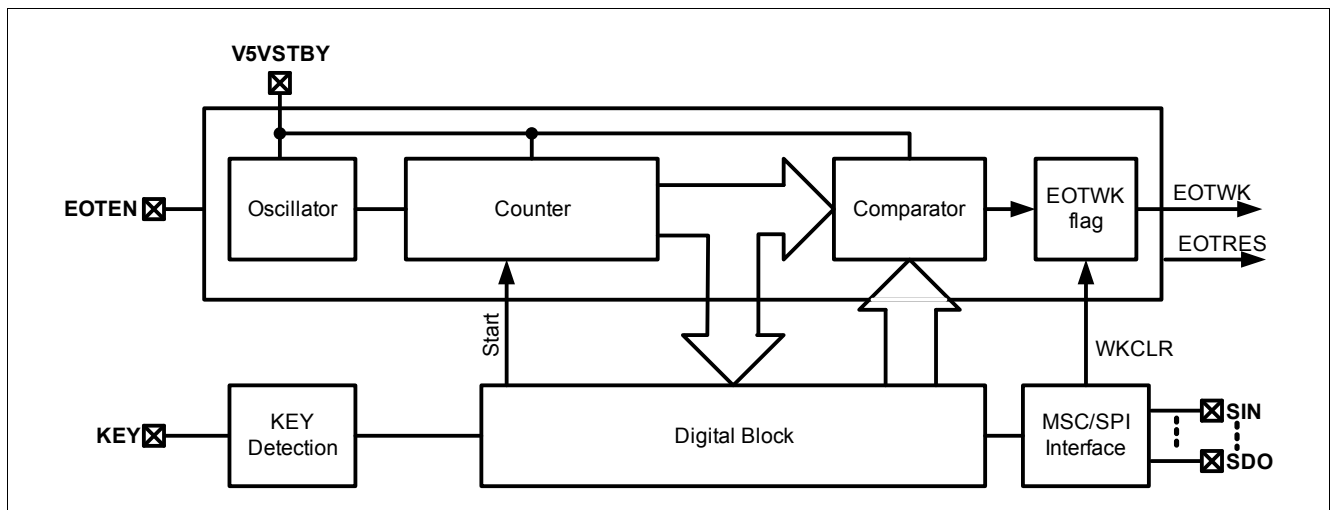 V5VSTBY
EOTEN
Oscillator
Counter
Comparator
EOTWK
flag
EOTWK
EOTRES
Start
WKCLR
KEY
KEY
Detection
Digital Block
MSC/SPI
Interface
SIN
SDO